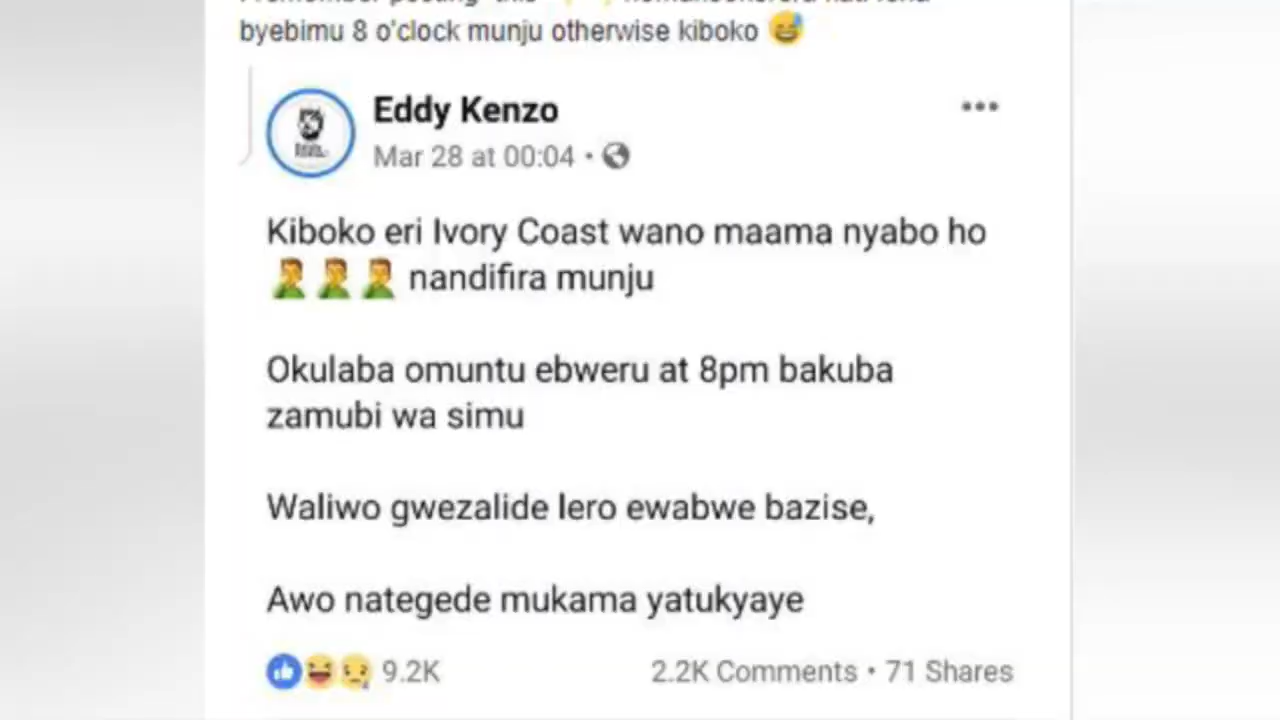 byebimu 8 o'clock munju otherwise kiboko 😅
Eddy Kenzo
Mar 28 at 00:04 ·
Kiboko eri Ivory Coast wano maama nyabo ho
🤦‍♂️🤦‍♂️🤦‍♂️ nandifira munju
Okulaba omuntu ebweru at 8pm bakuba
zamubi wa simu
Waliwo gwezalide lero ewabwe bazise,
Awo nategede mukama yatukyaye
9.2K
2.2K Comments · 71 Shares